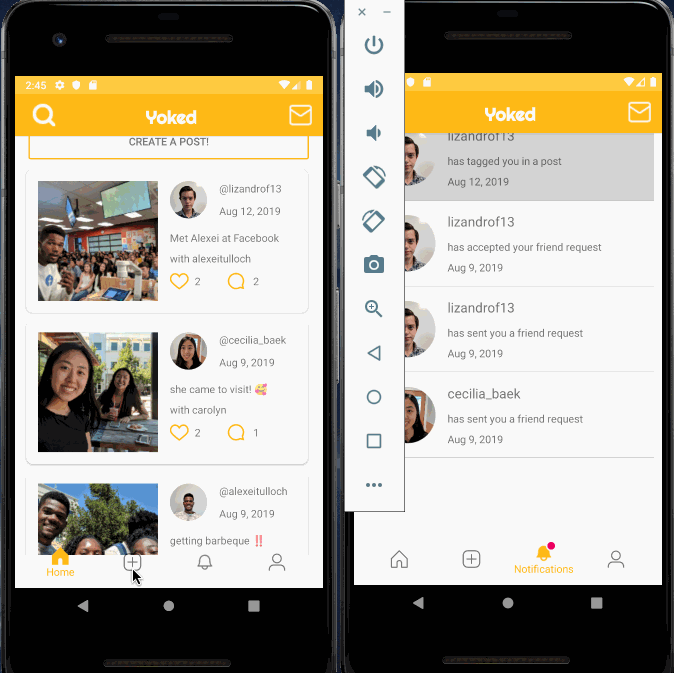 2:45
Yoked
CREATE A POST!
@lizandrof13
Aug 12, 2019
Met Alexei at Facebook
with alexeitulloch
2 2
@cecilia_baek
Aug 9, 2019
she came to visit! 🥰
with carolyn
2 1
@alexeitulloch
Aug 9, 2019
getting barbeque ‼️
Home
Yoked
lizandrof13
has tagged you in a post
Aug 12, 2019
lizandrof13
has accepted your friend request
Aug 9, 2019
lizandrof13
has sent you a friend request
Aug 9, 2019
cecilia_baek
has sent you a friend request
Aug 9, 2019
Notifications